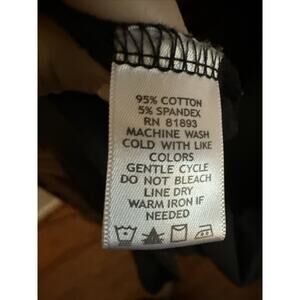 95% COTTON
5% SPANDEX
RN 81893
MACHINE WASH
COLD WITH LIKE
COLORS
GENTLE CYCLE
DO NOT BLEACH
LINE DRY
WARM IRON IF
NEEDED